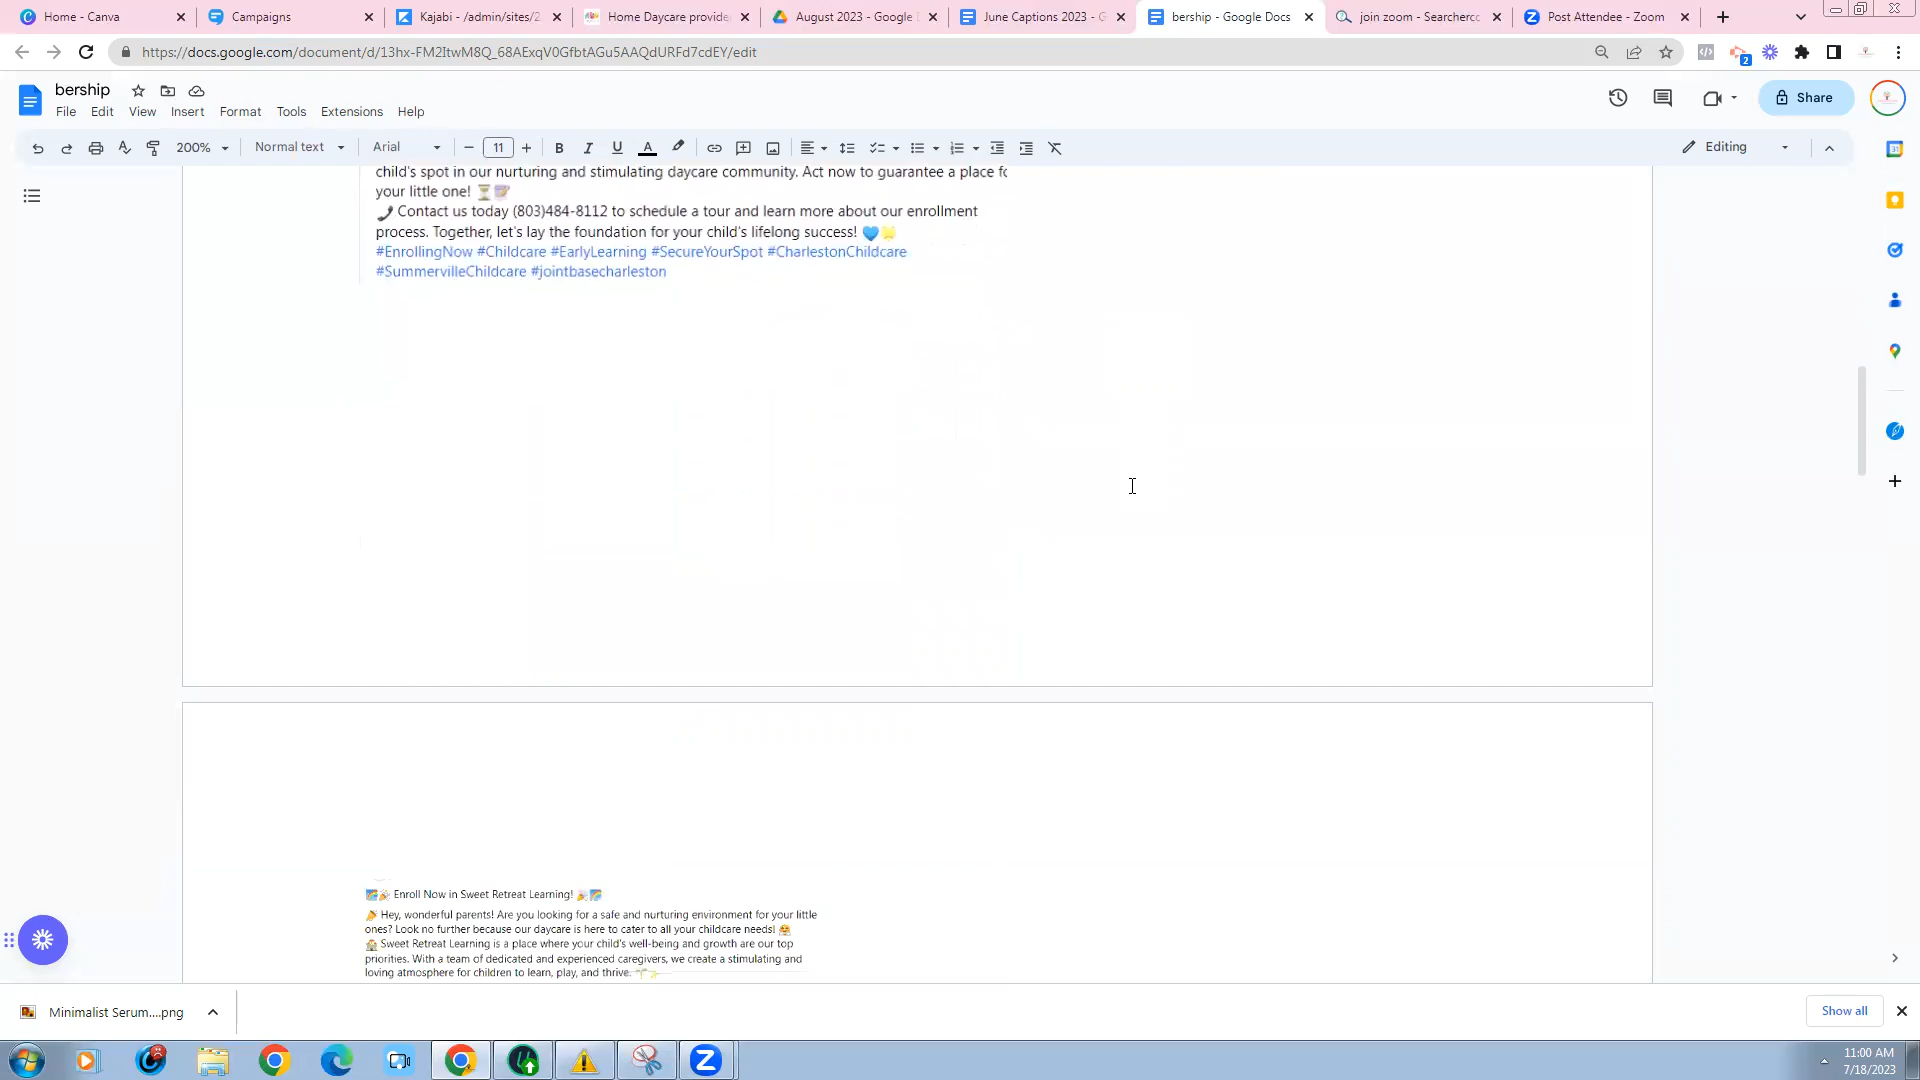 Home - Canva
Campaigns
Kajabi - /admin/sites/2
Home Daycare provide
August 2023 - Google
June Captions 2023 - G
bership - Google Docs
join zoom - Searcherc
Post Attendee - Zoom
https://docs.google.com/document/d/13hx-FM2ItwM8Q_68AExqV0GfbtAGu5AAQdURFd7cdEY/edit
2
bership
File Edit View Insert Format Tools Extensions Help
Share
200%
Normal text
Arial
11
Editing
child's spot in our nurturing and stimulating daycare community. Act now to guarantee a place fo
your little one! ⏳📝
📞 Contact us today (803)484-8112 to schedule a tour and learn more about our enrollment
process. Together, let's lay the foundation for your child's lifelong success! 💙🌟
#EnrollingNow #Childcare #EarlyLearning #SecureYourSpot #CharlestonChildcare
#SummervilleChildcare #jointbasecharleston
Enroll Now in Sweet Retreat Learning!
Hey, wonderful parents! Are you looking for a safe and nurturing environment for your little
ones? Look no further because our daycare is here to cater to all your childcare needs!
Sweet Retreat Learning is a place where your child's well-being and growth are our top
priorities. With a team of dedicated and experienced caregivers, we create a stimulating and
loving atmosphere for children to learn, play, and thrive.
Minimalist Serum....png
Show all
11:00 AM
7/18/2023